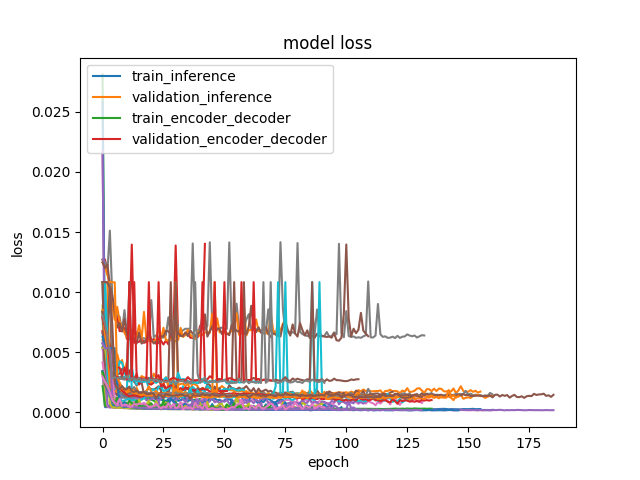 model loss
train_inference
validation_inference
train_encoder_decoder
validation_encoder_decoder
0.025
0.020
0.015
0.010
0.005
0.000
loss
0 25 50 75 100 125 150 175
epoch